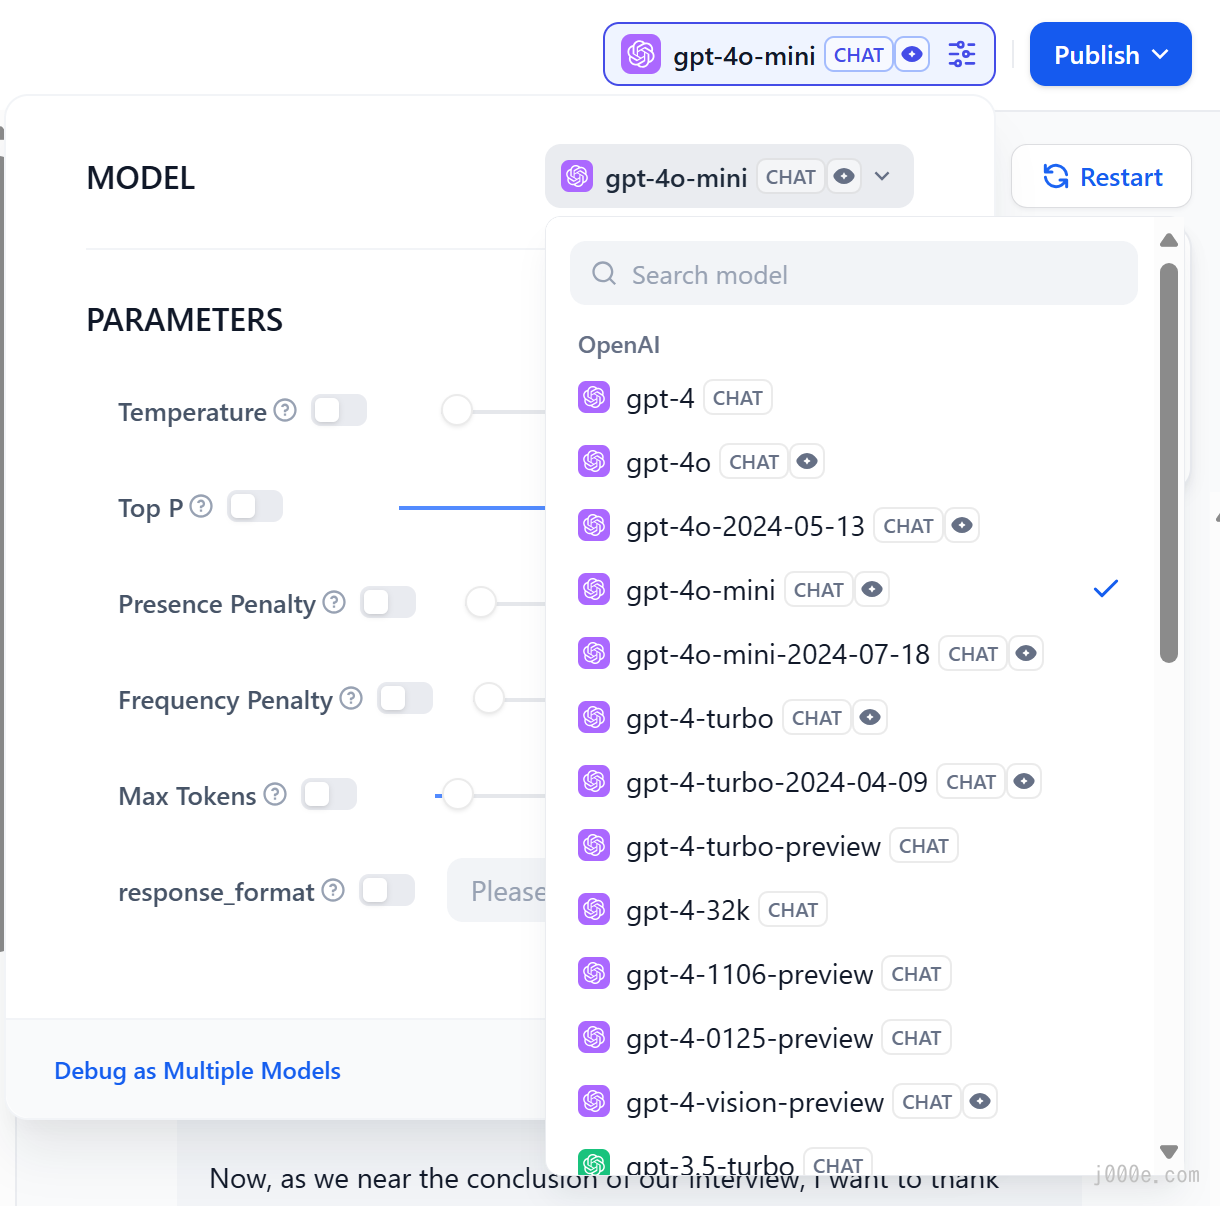 gpt-4o-mini CHAT
Publish
MODEL
gpt-4o-mini CHAT
Restart
Search model
PARAMETERS
OpenAI
gpt-4 CHAT
Temperature
gpt-4o CHAT
Top P
gpt-4o-2024-05-13 CHAT
Presence Penalty
gpt-4o-mini CHAT
gpt-4o-mini-2024-07-18 CHAT
Frequency Penalty
gpt-4-turbo CHAT
Max Tokens
gpt-4-turbo-2024-04-09 CHAT
gpt-4-turbo-preview CHAT
response_format
Please
gpt-4-32k CHAT
gpt-4-1106-preview CHAT
gpt-4-0125-preview CHAT
Debug as Multiple Models
gpt-4-vision-preview CHAT
gpt-3.5-turbo CHAT
Now, as we near the conclusion of our interview, I want to thank
j000e.com